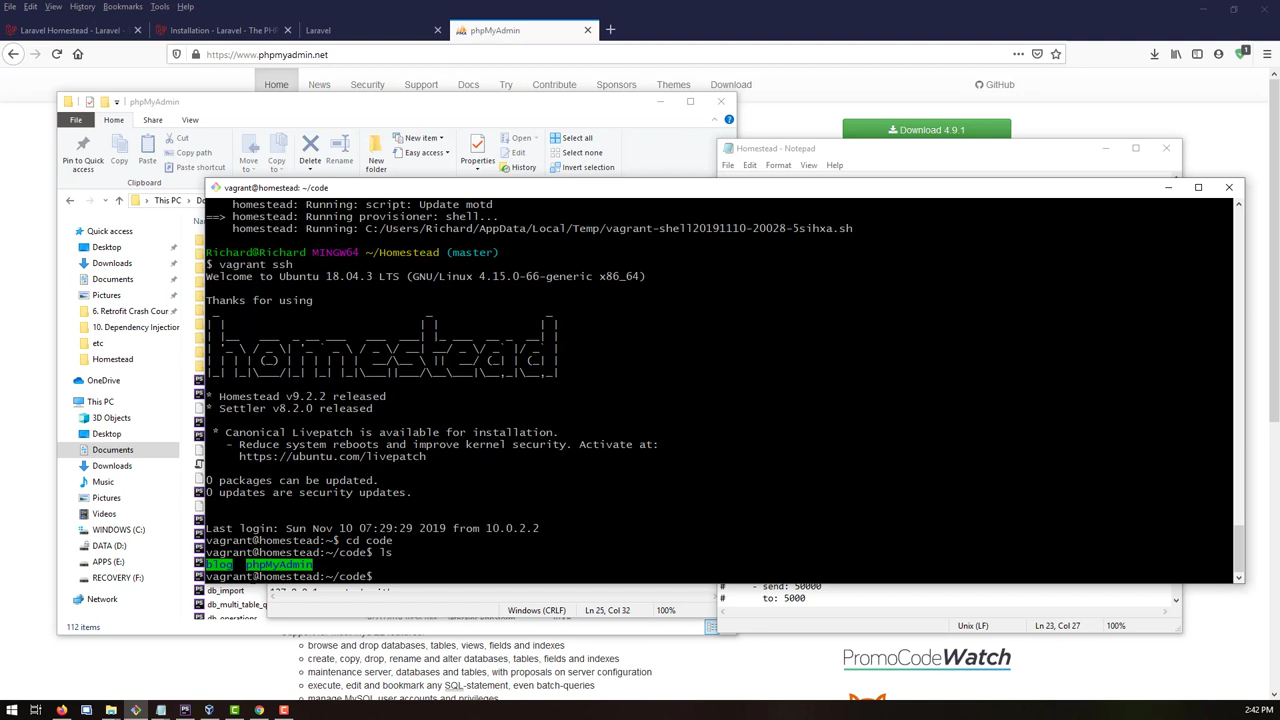 File Edit View History Bookmarks Tools Help
Laravel Homestead - Laravel -
Installation - Laravel - The PH
Laravel
phpMyAdmin
https://www.phpmyadmin.net
Home News Security Support Docs Try Contribute Sponsors Themes Download
GitHub
Download 4.9.1
phpMyAdmin
File Home Share View
Pin to Quick access
Copy
Paste
Cut
Copy path
Paste shortcut
Clipboard
Move to
Copy to
Delete
Rename
New folder
New item
Easy access
Properties
Open
Edit
History
Select all
Select none
Invert selection
Homestead - Notepad
File Edit Format View Help
This PC
Quick access
Desktop
Documents
Pictures
6. Retrofit Crash Cour
10. Dependency Injection
etc
Homestead
OneDrive
This PC
3D Objects
Desktop
Documents
Downloads
Music
Pictures
Videos
WINDOWS (C:)
DATA (D:)
APPS (E:)
RECOVERY (F:)
Network
db_import
db_multi_table_q
db_operations
112 items
vagrant@homestead: ~/code
homestead: Running: script: Update motd
==> homestead: Running provisioner: shell...
homestead: Running: C:/Users/Richard/AppData/Local/Temp/vagrant-shell20191110-20028-5sihxa.sh
Richard@Richard MINGW64 ~/Homestead (master)
$ vagrant ssh
Welcome to Ubuntu 18.04.3 LTS (GNU/Linux 4.15.0-66-generic x86_64)
Thanks for using
homestead
* Homestead v9.2.2 released
* Settler v8.2.0 released
* Canonical Livepatch is available for installation.
- Reduce system reboots and improve kernel security. Activate at:
https://ubuntu.com/livepatch
0 packages can be updated.
0 updates are security updates.
Last login: Sun Nov 10 07:29:29 2019 from 10.0.2.2
vagrant@homestead:~$ cd code
vagrant@homestead:~/code$ ls
blog phpMyAdmin
vagrant@homestead:~/code$
Windows (CRLF) Ln 25, Col 32 100%
# - send: 50000
# to: 5000
Unix (LF) Ln 23, Col 27 100%
browse and drop databases, tables, views, fields and indexes
create, copy, drop, rename and alter databases, tables, fields and indexes
maintenance server, databases and tables, with proposals on server configuration
execute, edit and bookmark any SQL-statement, even batch-queries
manage MySQL user accounts and privileges
PromoCodeWatch
2:42 PM